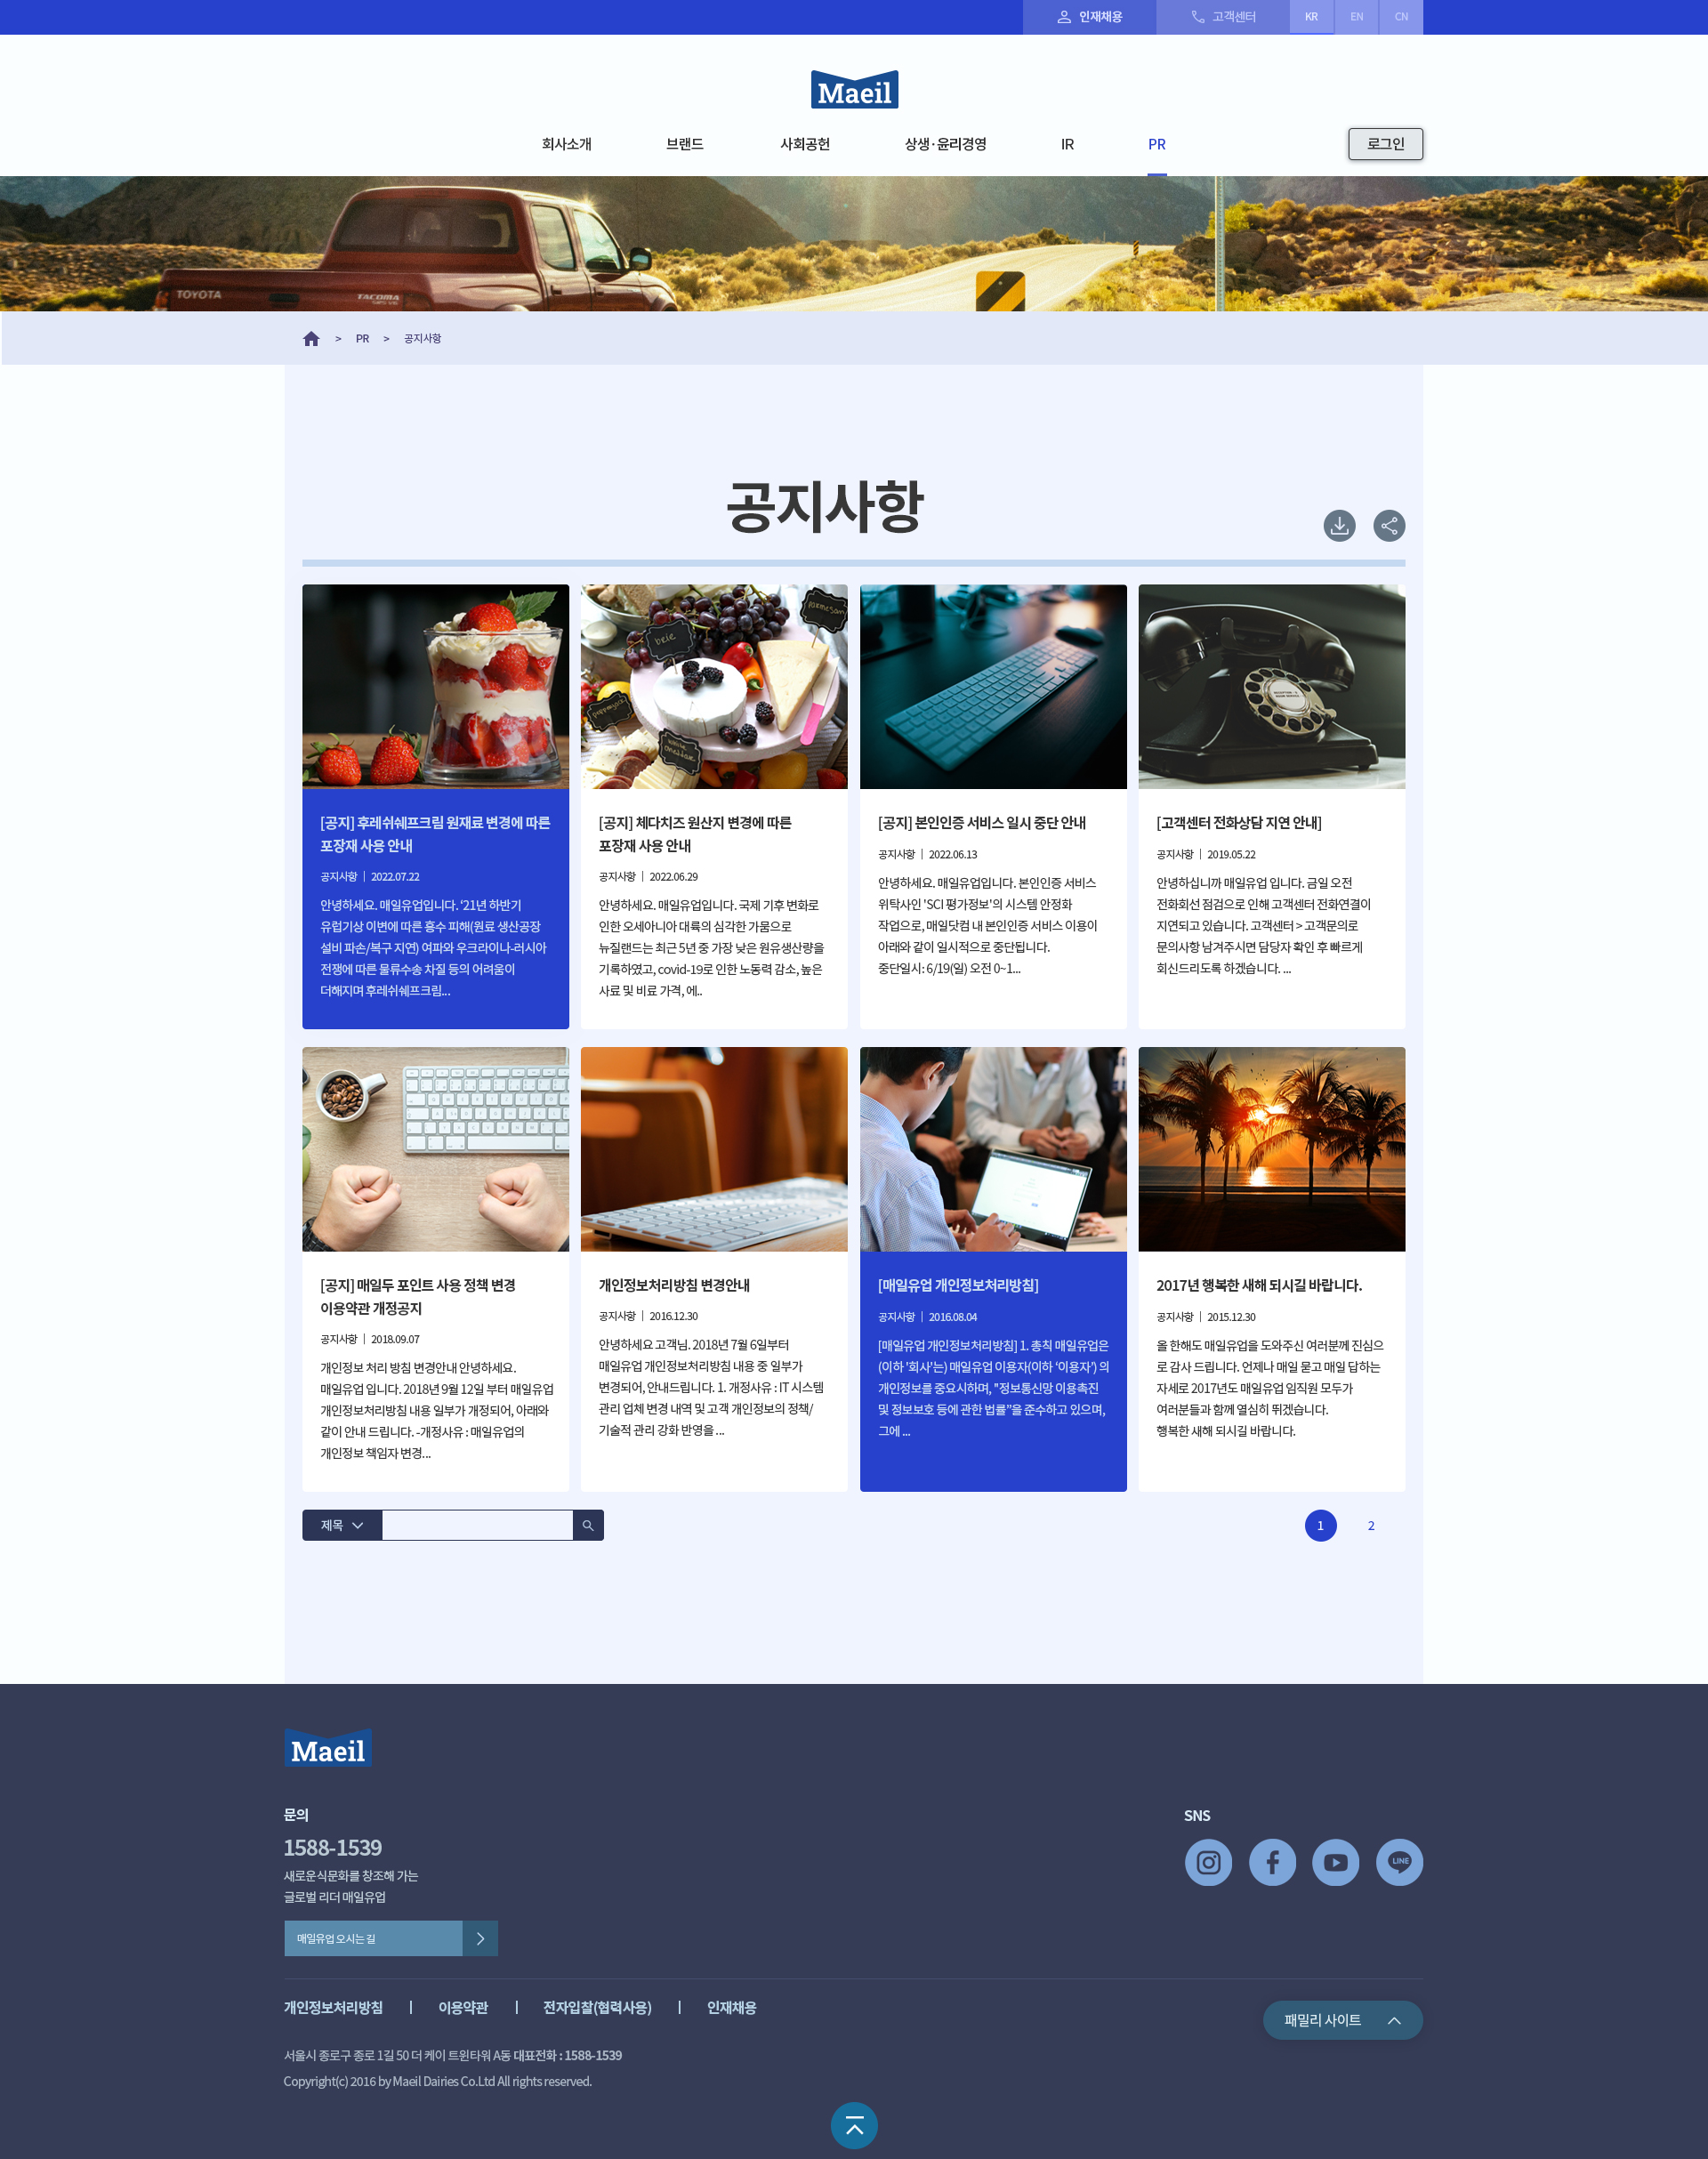 인재채용
고객센터
KR
EN
CN
Maeil
회사소개
브랜드
사회공헌
상생·윤리경영
IR
PR
로그인
TOYOTA
TACOMA
> PR > 공지사항
공지사항
brie
parmesan
[공지] 후레쉬쉐프크림 원재료 변경에 따른
포장재 사용 안내
공지사항 | 2022.07.22
안녕하세요. 매일유업입니다. ‘21년 하반기
유럽기상 이변에 따른 홍수 피해(원료 생산공장
설비 파손/복구 지연) 여파와 우크라이나-러시아
전쟁에 따른 물류수송 차질 등의 어려움이
더해지며 후레쉬쉐프크림...
[공지] 체다치즈 원산지 변경에 따른
포장재 사용 안내
공지사항 | 2022.06.29
안녕하세요. 매일유업입니다. 국제 기후 변화로
인한 오세아니아 대륙의 심각한 가뭄으로
뉴질랜드는 최근 5년 중 가장 낮은 원유생산량을
기록하였고, covid-19로 인한 노동력 감소, 높은
사료 및 비료 가격, 에..
[공지] 본인인증 서비스 일시 중단 안내
공지사항 | 2022.06.13
안녕하세요. 매일유업입니다. 본인인증 서비스
위탁사인 'SCI 평가정보'의 시스템 안정화
작업으로, 매일닷컴 내 본인인증 서비스 이용이
아래와 같이 일시적으로 중단됩니다.
중단일시: 6/19(일) 오전 0~1...
[고객센터 전화상담 지연 안내]
공지사항 | 2019.05.22
안녕하십니까 매일유업 입니다. 금일 오전
전화회선 점검으로 인해 고객센터 전화연결이
지연되고 있습니다. 고객센터 > 고객문의로
문의사항 남겨주시면 담당자 확인 후 빠르게
회신드리도록 하겠습니다. ...
[공지] 매일두 포인트 사용 정책 변경
이용약관 개정공지
공지사항 | 2018.09.07
개인정보 처리 방침 변경안내 안녕하세요.
매일유업 입니다. 2018년 9월 12일 부터 매일유업
개인정보처리방침 내용 일부가 개정되어, 아래와
같이 안내 드립니다. -개정사유 : 매일유업의
개인정보 책임자 변경...
개인정보처리방침 변경안내
공지사항 | 2016.12.30
안녕하세요 고객님. 2018년 7월 6일부터
매일유업 개인정보처리방침 내용 중 일부가
변경되어, 안내드립니다. 1. 개정사유 : IT 시스템
관리 업체 변경 내역 및 고객 개인정보의 정책/
기술적 관리 강화 반영을 ...
[매일유업 개인정보처리방침]
공지사항 | 2016.08.04
[매일유업 개인정보처리방침] 1. 총칙 매일유업은
(이하 '회사'는) 매일유업 이용자(이하 ‘이용자’) 의
개인정보를 중요시하며, "정보통신망 이용촉진
및 정보보호 등에 관한 법률”을 준수하고 있으며,
그에 ...
2017년 행복한 새해 되시길 바랍니다.
공지사항 | 2015.12.30
올 한해도 매일유업을 도와주신 여러분께 진심으
로 감사 드립니다. 언제나 매일 묻고 매일 답하는
자세로 2017년도 매일유업 임직원 모두가
여러분들과 함께 열심히 뛰겠습니다.
행복한 새해 되시길 바랍니다.
제목
1
2
Maeil
문의
1588-1539
새로운식문화를 창조해 가는
글로벌 리더 매일유업
매일유업 오시는 길
SNS
LINE
개인정보처리방침 | 이용약관 | 전자입찰(협력사용) | 인재채용
패밀리 사이트
서울시 종로구 종로 1길 50 더 케이 트윈타워 A동 대표전화 : 1588-1539
Copyright(c) 2016 by Maeil Dairies Co.Ltd All rights reserved.